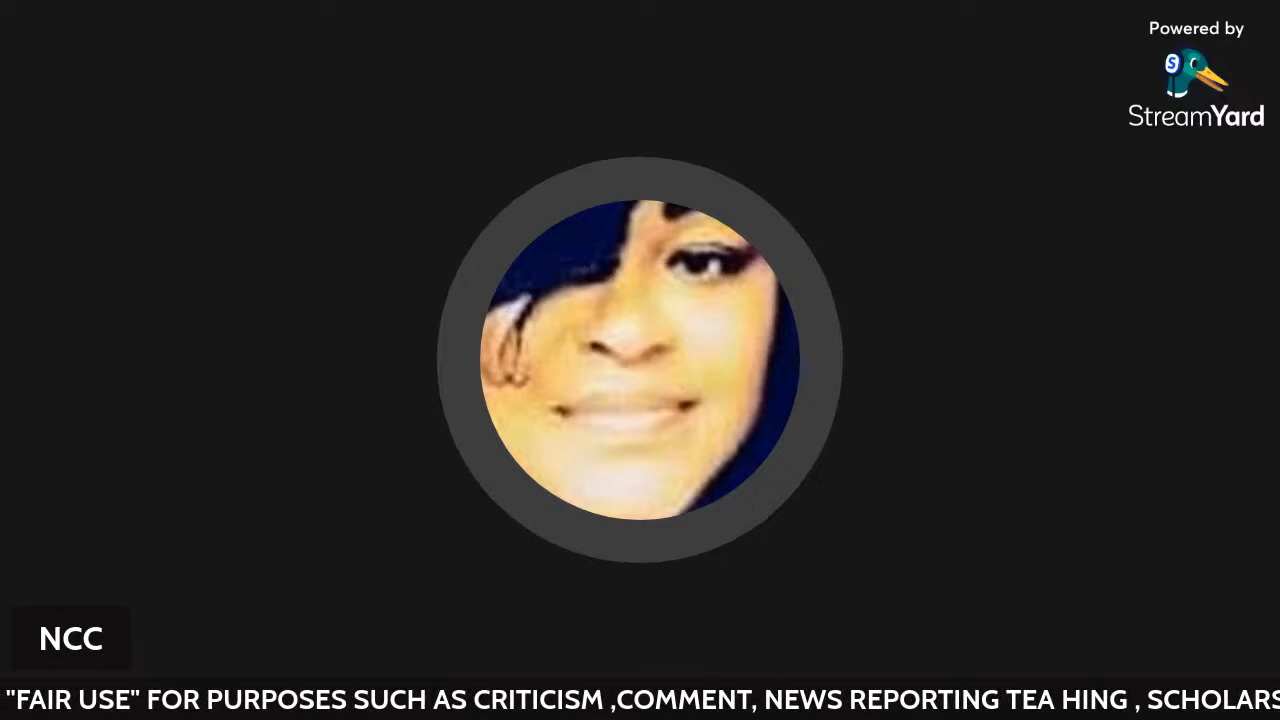 Powered by
S
StreamYard
NCC
"FAIR USE" FOR PURPOSES SUCH AS CRITICISM ,COMMENT, NEWS REPORTING TEA HING , SCHOLARS